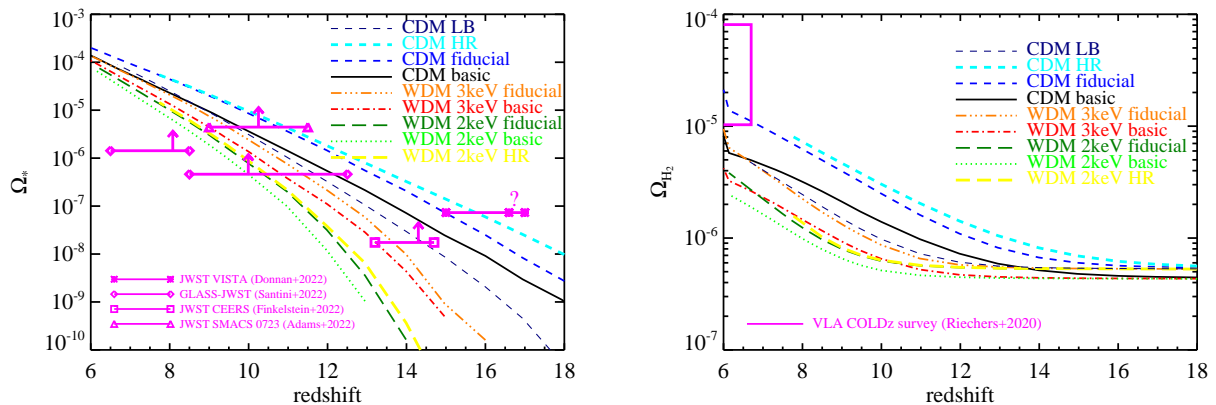 10⁻³
10⁻⁴
10⁻⁵
10⁻⁶
10⁻⁷
10⁻⁸
10⁻⁹
10⁻¹⁰
Ω*
CDM LB
CDM HR
CDM fiducial
CDM basic
WDM 3keV fiducial
WDM 3keV basic
WDM 2keV fiducial
WDM 2keV basic
WDM 2keV HR
?
JWST VISTA (Donnan+2022)
GLASS-JWST (Santini+2022)
JWST CEERS (Finkelstein+2022)
JWST SMACS 0723 (Adams+2022)
6 8 10 12 14 16 18
redshift
10⁻⁴
10⁻⁵
10⁻⁶
10⁻⁷
Ω_H₂
CDM LB
CDM HR
CDM fiducial
CDM basic
WDM 3keV fiducial
WDM 3keV basic
WDM 2keV fiducial
WDM 2keV basic
WDM 2keV HR
VLA COLDz survey (Riechers+2020)
6 8 10 12 14 16 18
redshift